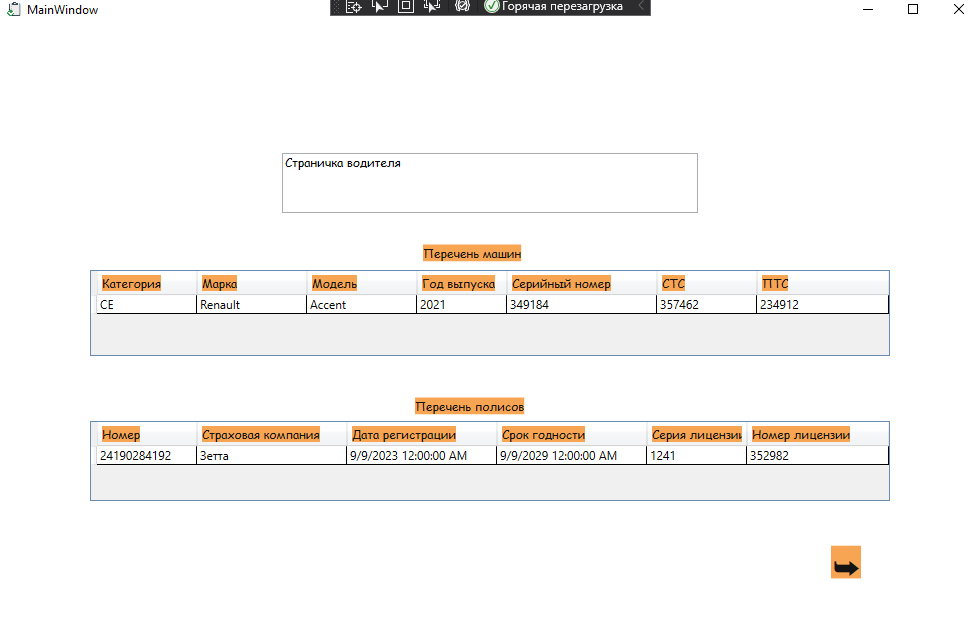 MainWindow
Горячая перезагрузка
Страничка водителя
Перечень машин
Категория Марка Модель Год выпуска Серийный номер СТС ПТС
CE Renault Accent 2021 349184 357462 234912
Перечень полисов
Номер Страховая компания Дата регистрации Срок годности Серия лицензии Номер лицензии
24190284192 Зетта 9/9/2023 12:00:00 AM 9/9/2029 12:00:00 AM 1241 352982